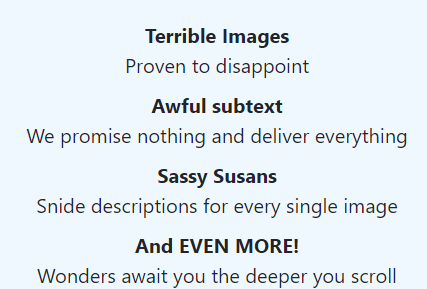 Terrible Images
Proven to disappoint
Awful subtext
We promise nothing and deliver everything
Sassy Susans
Snide descriptions for every single image
And EVEN MORE!
Wonders await you the deeper you scroll